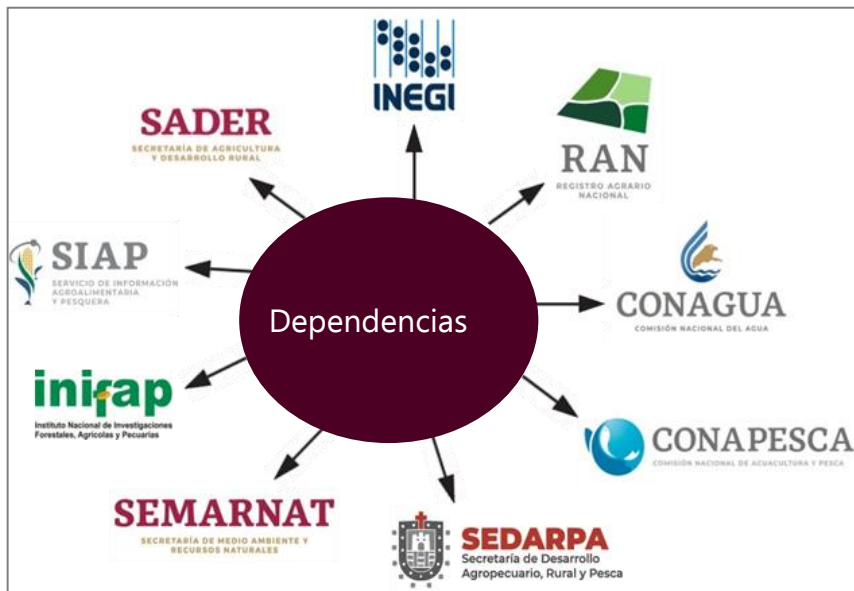 INEGI
SADER
SECRETARÍA DE AGRICULTURA
Y DESARROLLO RURAL
RAN
REGISTRO AGRARIO
NACIONAL
SIAP
SERVICIO DE INFORMACIÓN
AGROALIMENTARIA
Y PESQUERA
CONAGUA
COMISIÓN NACIONAL DEL AGUA
Dependencias
inifap
Instituto Nacional de Investigaciones
Forestales, Agrícolas y Pecuarias
CONAPESCA
COMISIÓN NACIONAL DE ACUACULTURA Y PESCA
SEMARNAT
SECRETARÍA DE MEDIO AMBIENTE Y
RECURSOS NATURALES
SEDARPA
Secretaría de Desarrollo
Agropecuario, Rural y Pesca